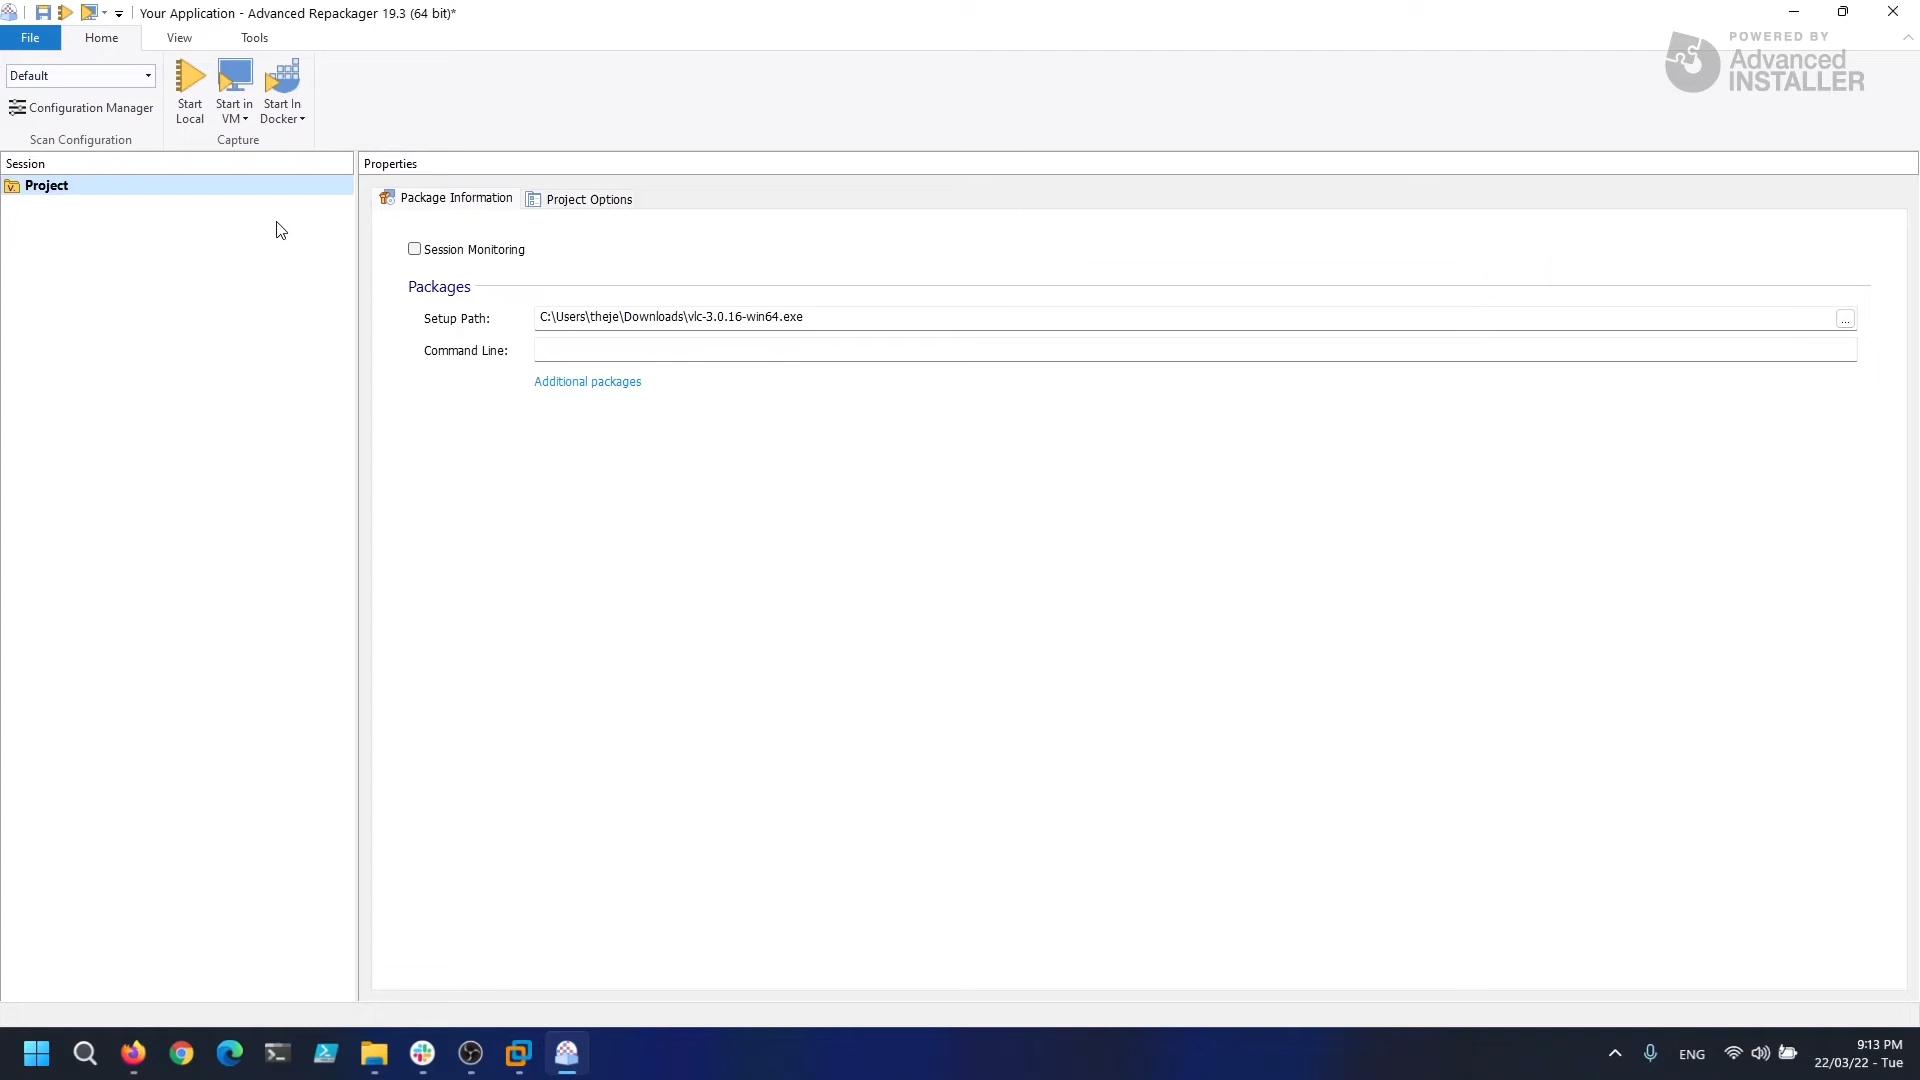 Your Application - Advanced Repackager 19.3 (64 bit)*
File
Home
View
Tools
POWERED BY
Advanced
INSTALLER
Default
Configuration Manager
Scan Configuration
Start
Local
Start in
VM
Start In
Docker
Capture
Session
Project
Properties
Package Information
Project Options
Session Monitoring
Packages
Setup Path:
C:\Users\theje\Downloads\vlc-3.0.16-win64.exe
...
Command Line:
Additional packages
ENG
9:13 PM
22/03/22 - Tue